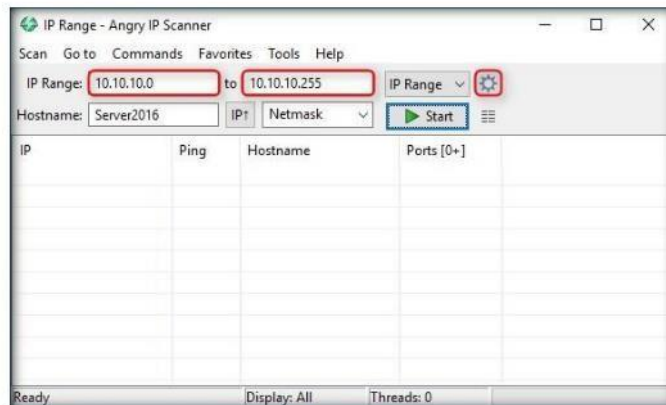 IP Range - Angry IP Scanner
Scan Go to Commands Favorites Tools Help
IP Range: 10.10.10.0 to 10.10.10.255 IP Range
Hostname: Server2016 IP↑ Netmask Start
IP Ping Hostname Ports [0+]
Ready Display: All Threads: 0